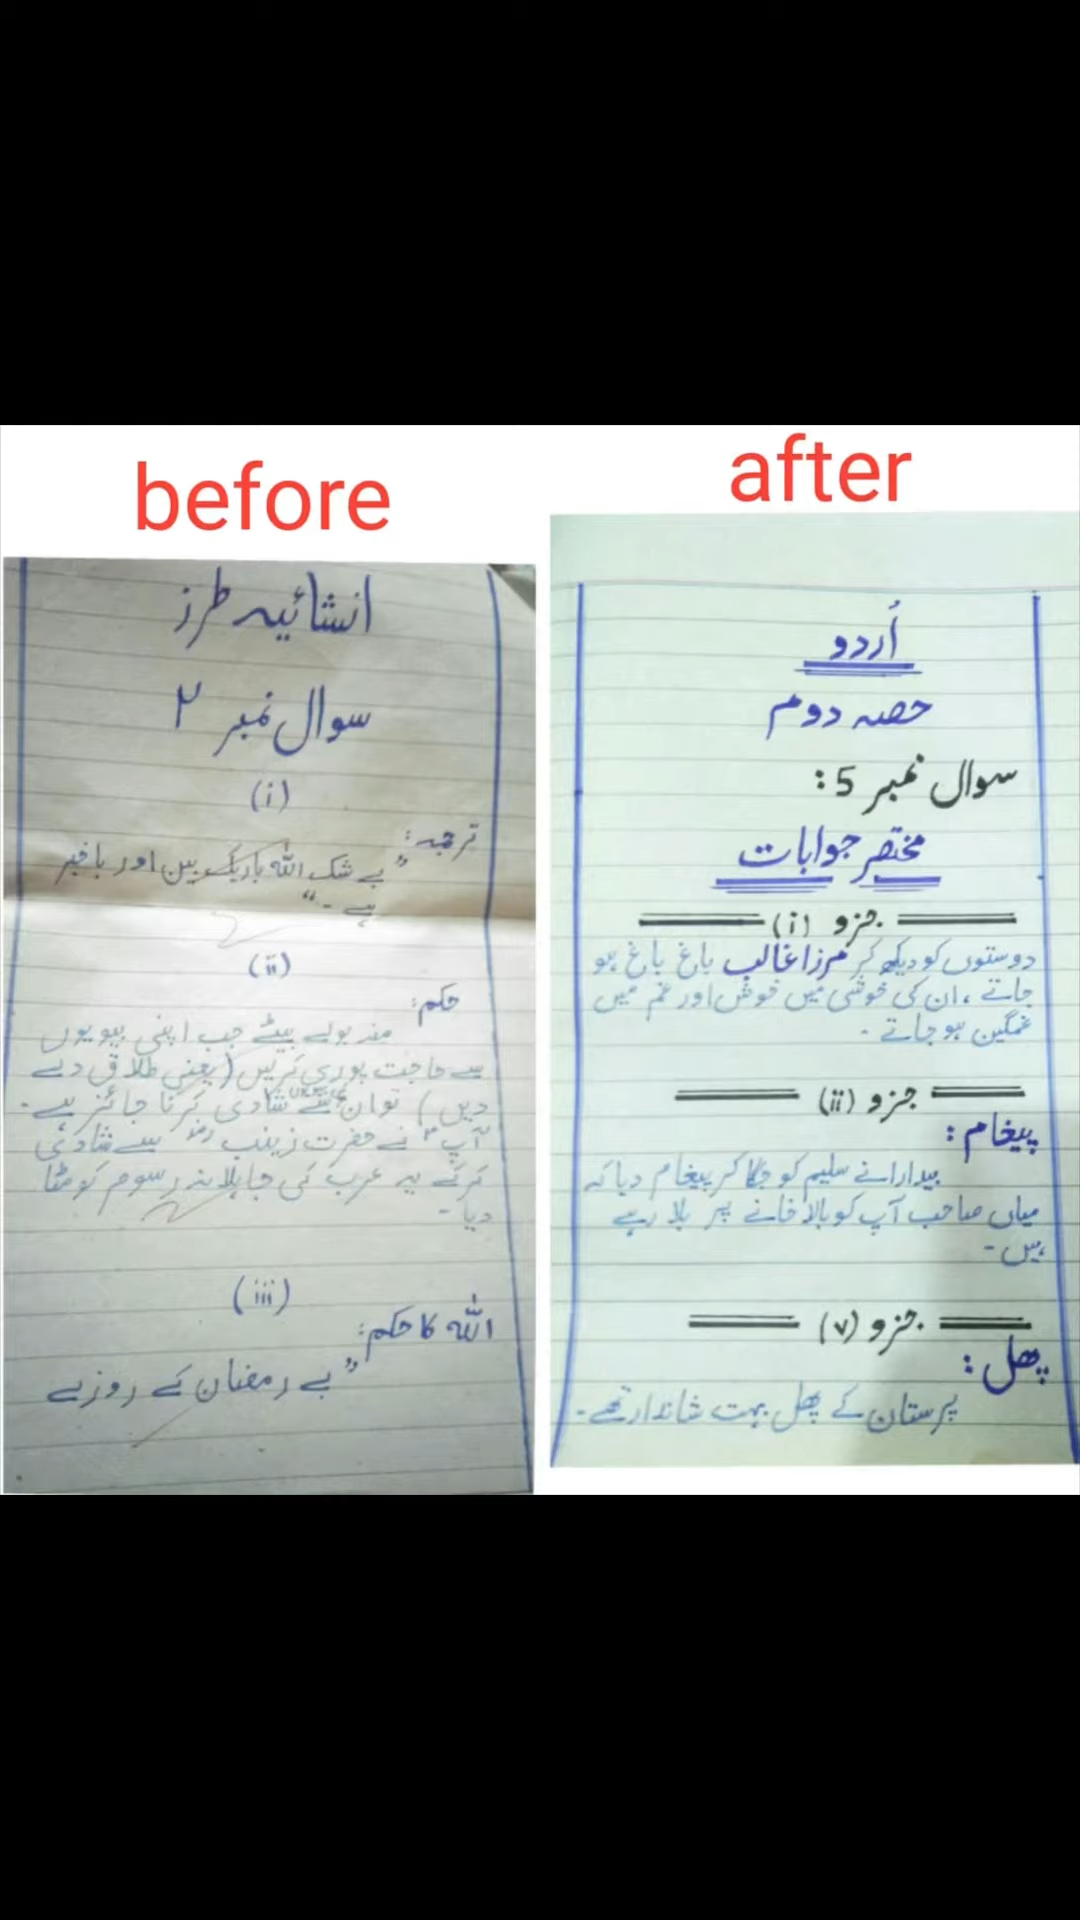 before
انشائیہ طرز
سوال نمبر ۲
(i)
ترجمہ:
”بے شک اللہ باریک بین اور باخبر
ہے۔“
(ii)
حکم:
منہ بولے بیٹے جب اپنی بیویوں
سے حاجت پوری کرلیں (یعنی طلاق دے
دیں) تو ان سے شادی کرنا جائز ہے۔
آپؐ نے حضرت زینبؓ سے شادی
کرکے یہ عرب کی جاہلانہ رسوم کو مٹا
دیا۔
(iii)
اللہ کا حکم:
”بے رمضان کے روزے
after
اُردو
حصہ دوم
سوال نمبر 5:
مختصر جوابات
جزو (i)
دوستوں کو دیکھ کر مرزا غالب باغ باغ ہو
جاتے، ان کی خوشی میں خوش اور غم میں
غمگین ہو جاتے۔
جزو (ii)
پیغام:
بیدارا نے سلیم کو جگا کر پیغام دیا کہ
میاں صاحب آپ کو بالا خانے پر بلا رہے
ہیں۔
جزو (v)
پھل:
پرستان کے پھل بہت شاندار تھے۔